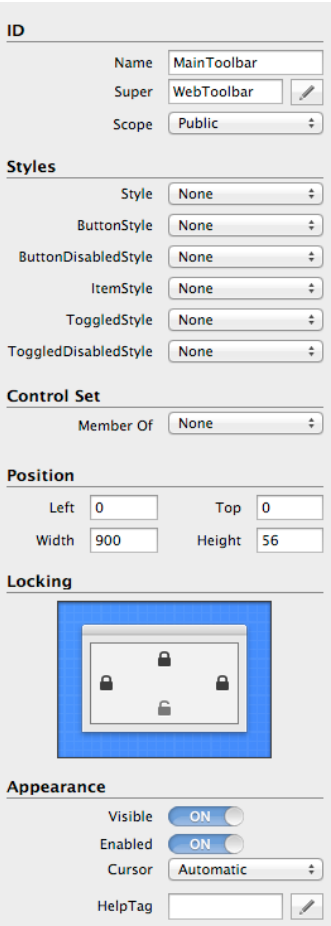 ID
Name MainToolbar
Super WebToolbar
Scope Public
Styles
Style None
ButtonStyle None
ButtonDisabledStyle None
ItemStyle None
ToggledStyle None
ToggledDisabledStyle None
Control Set
Member Of None
Position
Left 0 Top 0
Width 900 Height 56
Locking
Appearance
Visible ON
Enabled ON
Cursor Automatic
HelpTag